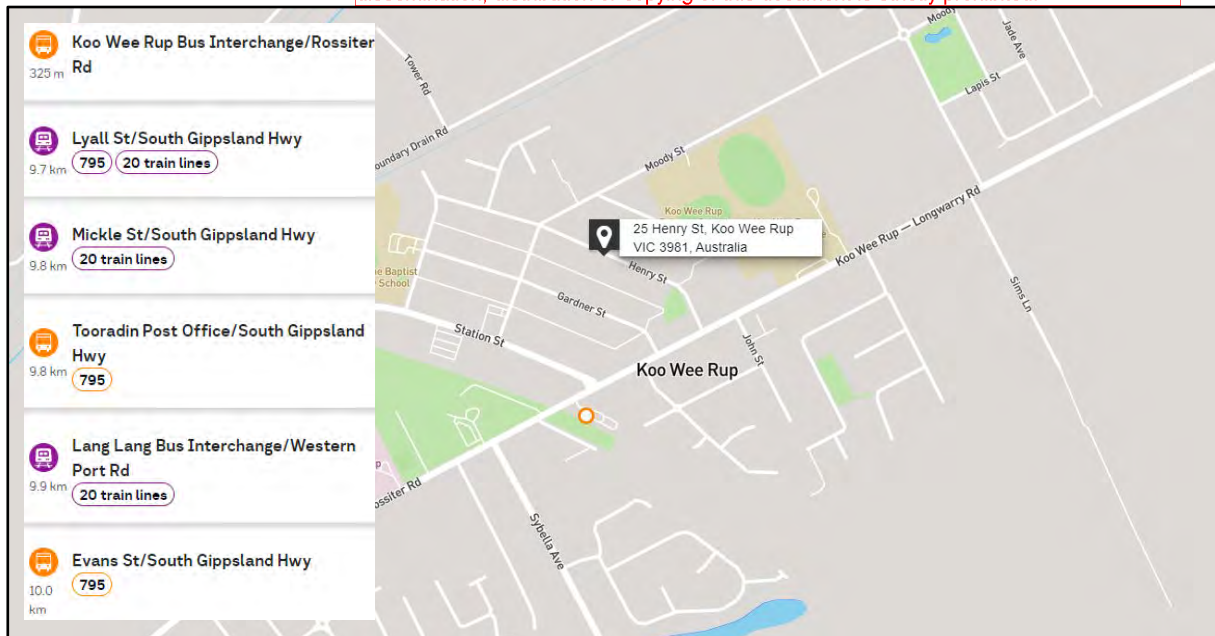 Koo Wee Rup Bus Interchange/Rossiter
Rd
325 m
Lyall St/South Gippsland Hwy
795 20 train lines
9.7 km
Mickle St/South Gippsland Hwy
20 train lines
9.8 km
Tooradin Post Office/South Gippsland
Hwy
795
9.8 km
Lang Lang Bus Interchange/Western
Port Rd
20 train lines
9.9 km
Evans St/South Gippsland Hwy
795
10.0
km
Tower Rd
oundary Drain Rd
Moody St
Moody
Jade Ave
Lapis St
Koo Wee Rup
25 Henry St, Koo Wee Rup
VIC 3981, Australia
Henry St
Gardner St
Station St
Baptist
School
Koo Wee Rup — Longwarry Rd
Sims Ln
John St
Koo Wee Rup
ossiter Rd
Sybella Ave